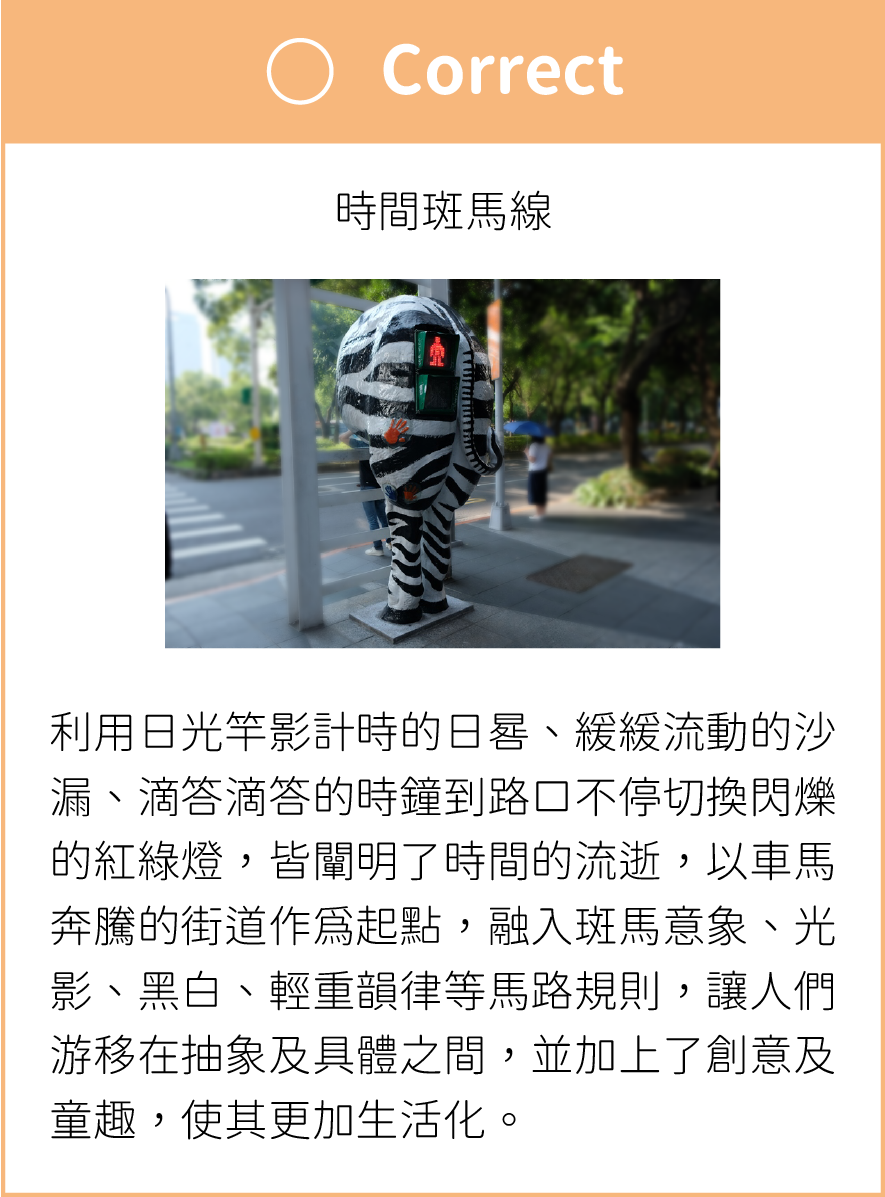 Correct
時間斑馬線
利用日光竿影計時的日晷、緩緩流動的沙
漏、滴答滴答的時鐘到路口不停切換閃爍
的紅綠燈，皆闡明了時間的流逝，以車馬
奔騰的街道作為起點，融入斑馬意象、光
影、黑白、輕重韻律等馬路規則，讓人們
游移在抽象及具體之間，並加上了創意及
童趣，使其更加生活化。